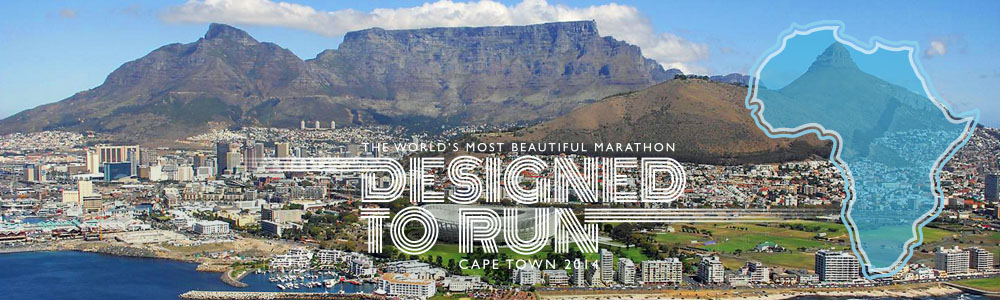 THE WORLD'S MOST BEAUTIFUL MARATHON
DESIGNED
TO RUN
CAPE TOWN 2014